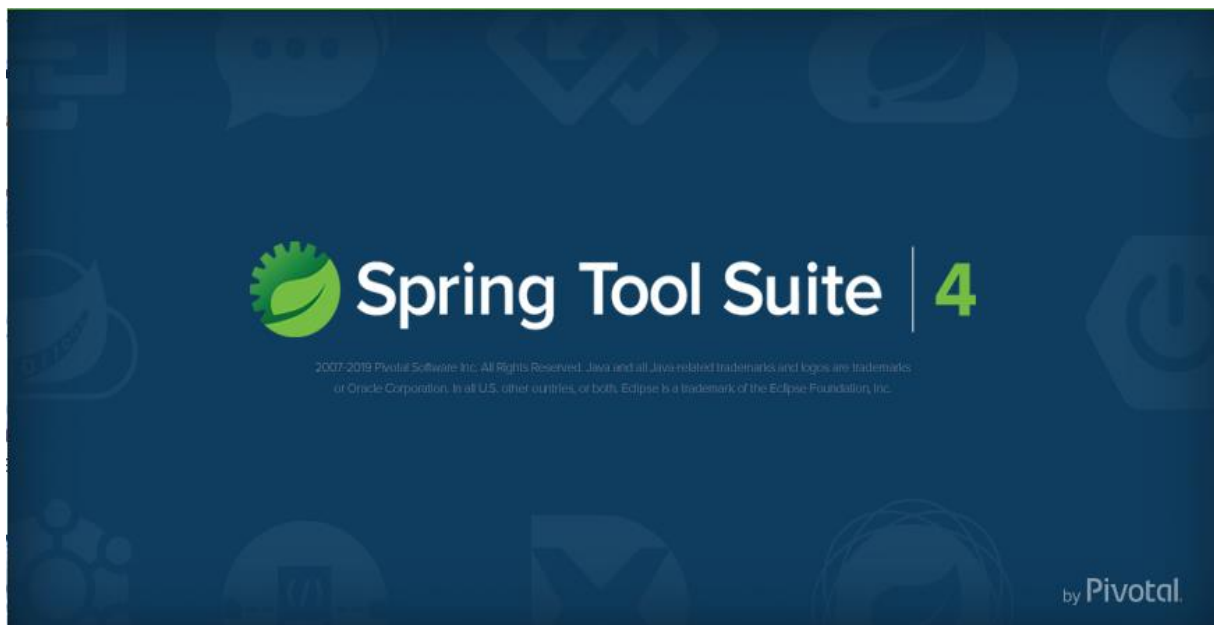 Spring Tool Suite | 4
2007-2019 Pivotal Software Inc. All Rights Reserved. Java and all Java-related trademarks and logos are trademarks
or Oracle Corporation. in all U.S. other ountries, or both. Eclipse is a trademark of the Eclipse Foundation, Inc.
by Pivotal.